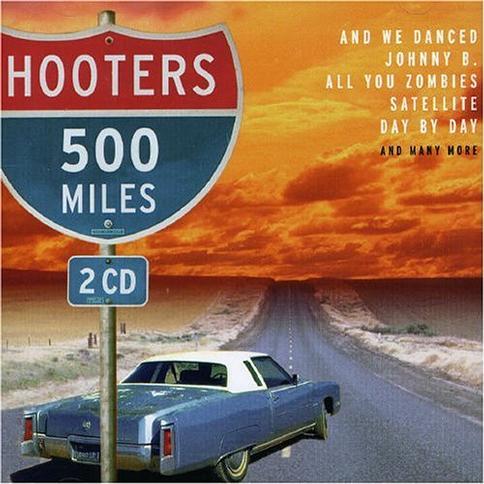 HOOTERS
500
MILES
2 CD
AND WE DANCED
JOHNNY B.
ALL YOU ZOMBIES
SATELLITE
DAY BY DAY
AND MANY MORE